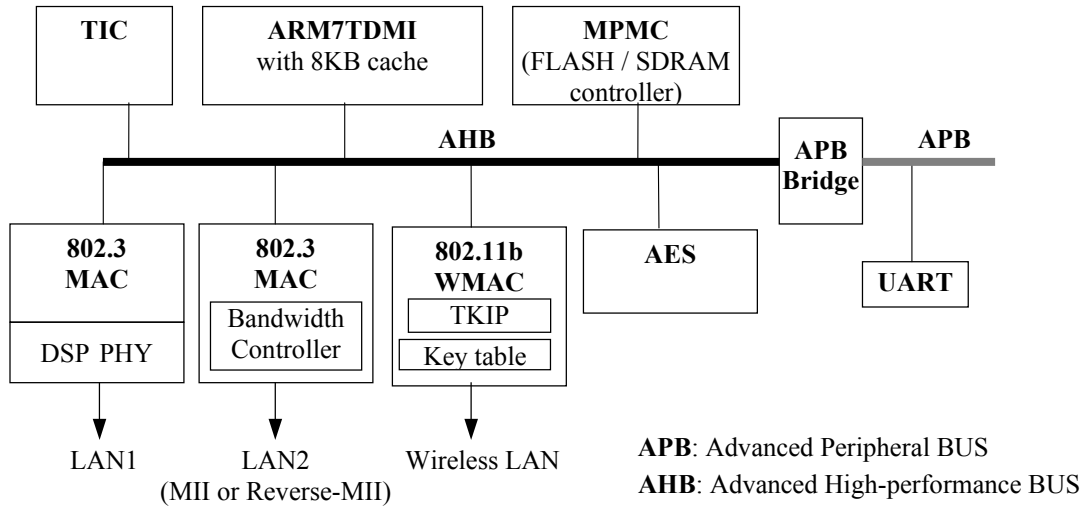 TIC
ARM7TDMI
with 8KB cache
MPMC
(FLASH / SDRAM
controller)
AHB
APB
Bridge
APB
802.3
MAC
DSP PHY
802.3
MAC
Bandwidth
Controller
802.11b
WMAC
TKIP
Key table
AES
UART
LAN1
LAN2
(MII or Reverse-MII)
Wireless LAN
APB: Advanced Peripheral BUS
AHB: Advanced High-performance BUS